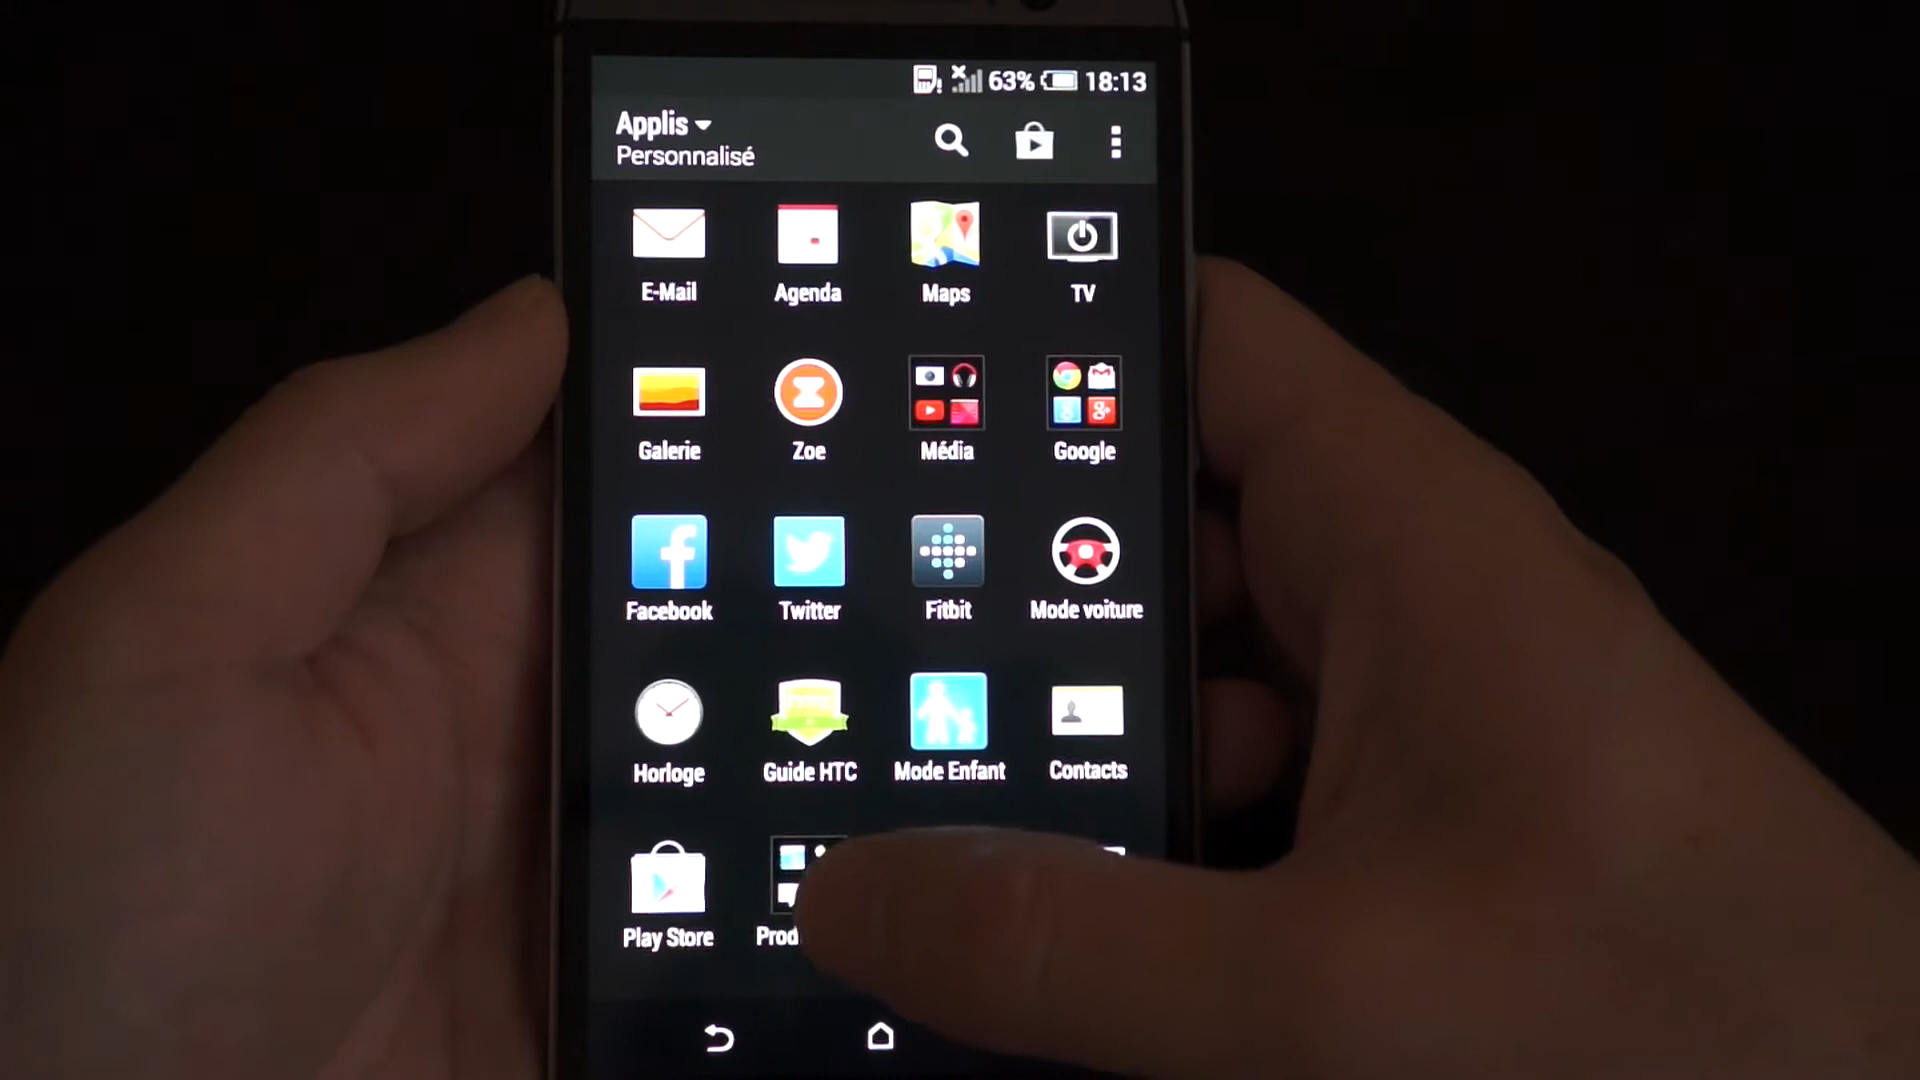 63% 18:13
Applis
Personnalisé
E-Mail Agenda Maps TV
Galerie Zoe Média Google
Facebook Twitter Fitbit Mode voiture
Horloge Guide HTC Mode Enfant Contacts
Play Store Prod